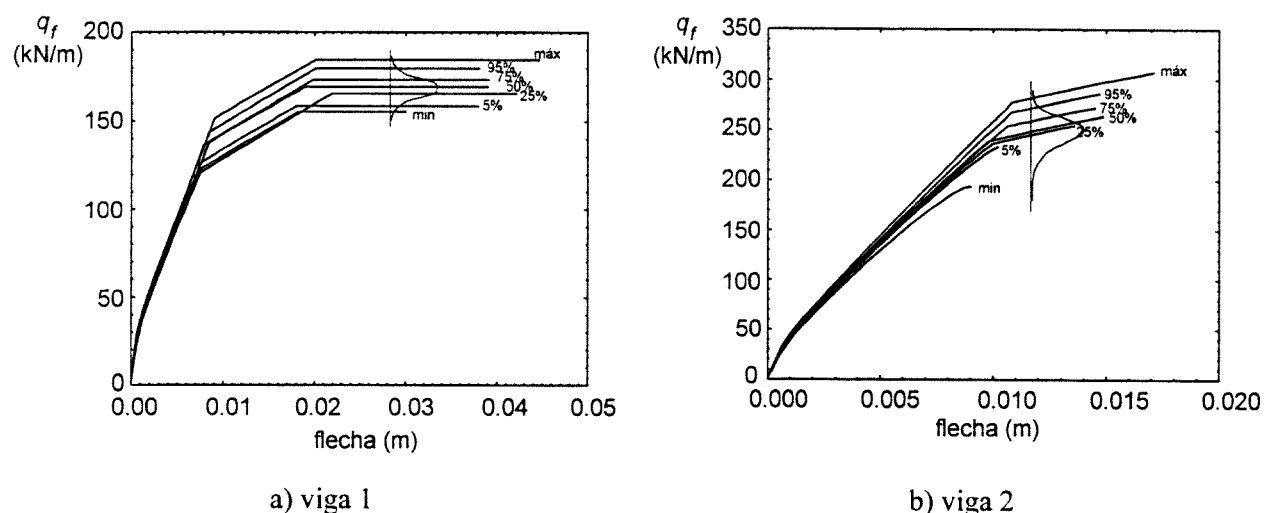 q_f
(kN/m)
200
150
100
50
0
0.00 0.01 0.02 0.03 0.04 0.05
flecha (m)
máx
95%
75%
50%
25%
5%
min
a) viga 1
q_f
(kN/m)
350
300
250
200
150
100
50
0
0.000 0.005 0.010 0.015 0.020
flecha (m)
máx
95%
75%
50%
25%
5%
min
b) viga 2